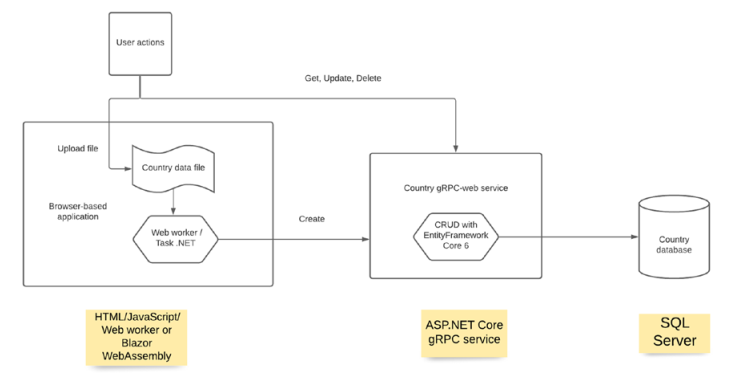 User actions
Get, Update, Delete
Upload file
Country data file
Browser-based
application
Web worker /
Task .NET
Create
Country gRPC-web service
CRUD with
EntityFramework
Core 6
Country
database
HTML/JavaScript/
Web worker or
Blazor
WebAssembly
ASP.NET Core
gRPC service
SQL
Server